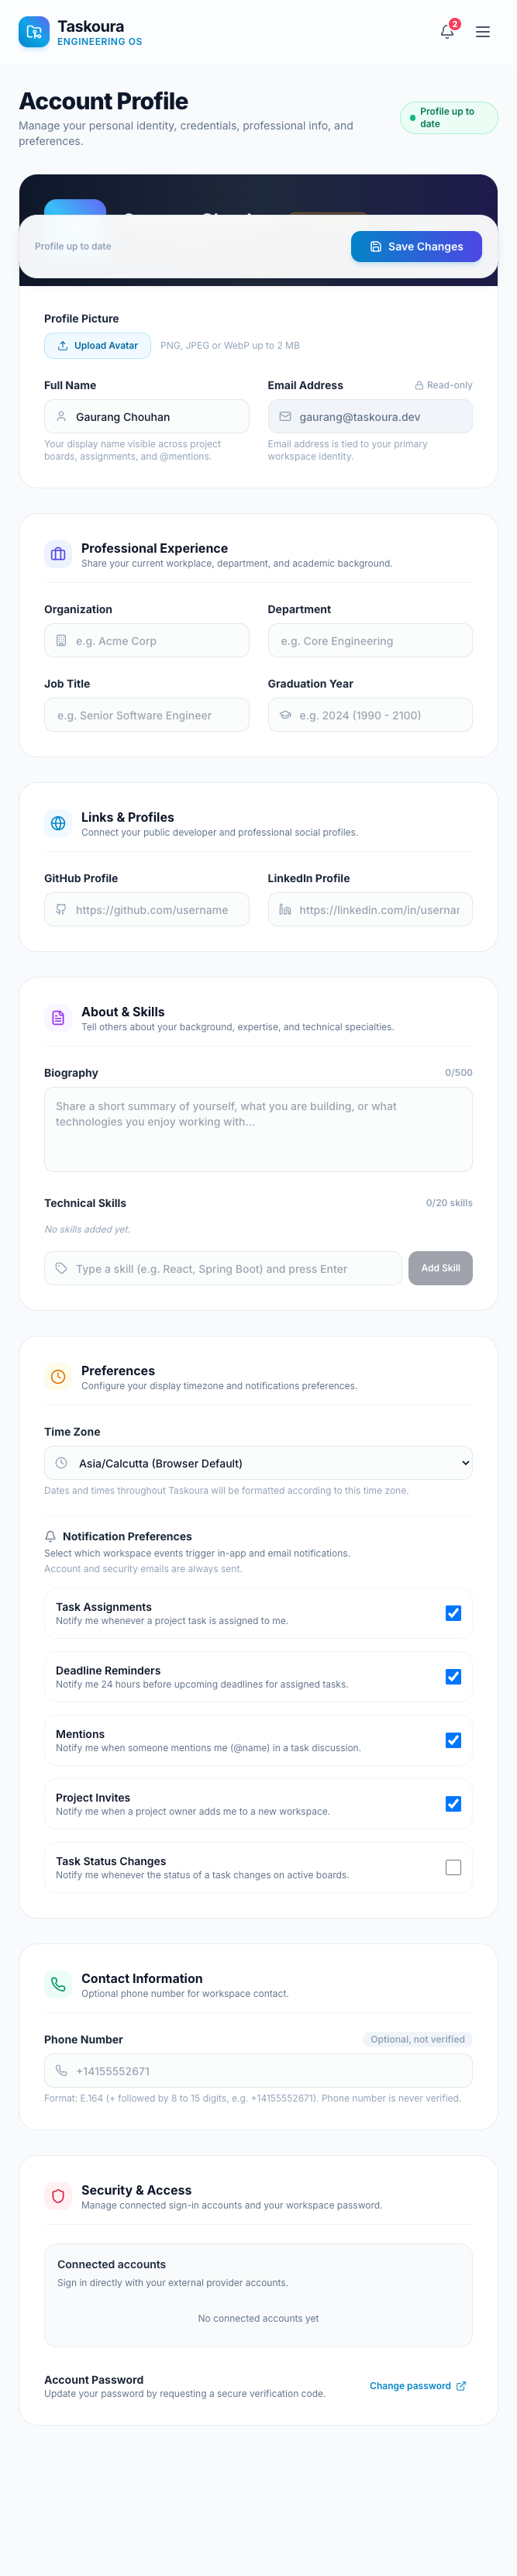 Taskoura
ENGINEERING OS
2
Account Profile
Manage your personal identity, credentials, professional info, and
preferences.
Profile up to
date
Profile up to date
Save Changes
Profile Picture
Upload Avatar
PNG, JPEG or WebP up to 2 MB
Full Name
Gaurang Chouhan
Your display name visible across project
boards, assignments, and @mentions.
Email Address
Read-only
gaurang@taskoura.dev
Email address is tied to your primary
workspace identity.
Professional Experience
Share your current workplace, department, and academic background.
Organization
e.g. Acme Corp
Department
e.g. Core Engineering
Job Title
e.g. Senior Software Engineer
Graduation Year
e.g. 2024 (1990 - 2100)
Links & Profiles
Connect your public developer and professional social profiles.
GitHub Profile
https://github.com/username
LinkedIn Profile
https://linkedin.com/in/usernar
About & Skills
Tell others about your background, expertise, and technical specialties.
Biography
0/500
Share a short summary of yourself, what you are building, or what
technologies you enjoy working with...
Technical Skills
0/20 skills
No skills added yet.
Type a skill (e.g. React, Spring Boot) and press Enter
Add Skill
Preferences
Configure your display timezone and notifications preferences.
Time Zone
Asia/Calcutta (Browser Default)
Dates and times throughout Taskoura will be formatted according to this time zone.
Notification Preferences
Select which workspace events trigger in-app and email notifications.
Account and security emails are always sent.
Task Assignments
Notify me whenever a project task is assigned to me.
Deadline Reminders
Notify me 24 hours before upcoming deadlines for assigned tasks.
Mentions
Notify me when someone mentions me (@name) in a task discussion.
Project Invites
Notify me when a project owner adds me to a new workspace.
Task Status Changes
Notify me whenever the status of a task changes on active boards.
Contact Information
Optional phone number for workspace contact.
Phone Number
Optional, not verified
+14155552671
Format: E.164 (+ followed by 8 to 15 digits, e.g. +14155552671). Phone number is never verified.
Security & Access
Manage connected sign-in accounts and your workspace password.
Connected accounts
Sign in directly with your external provider accounts.
No connected accounts yet
Account Password
Update your password by requesting a secure verification code.
Change password